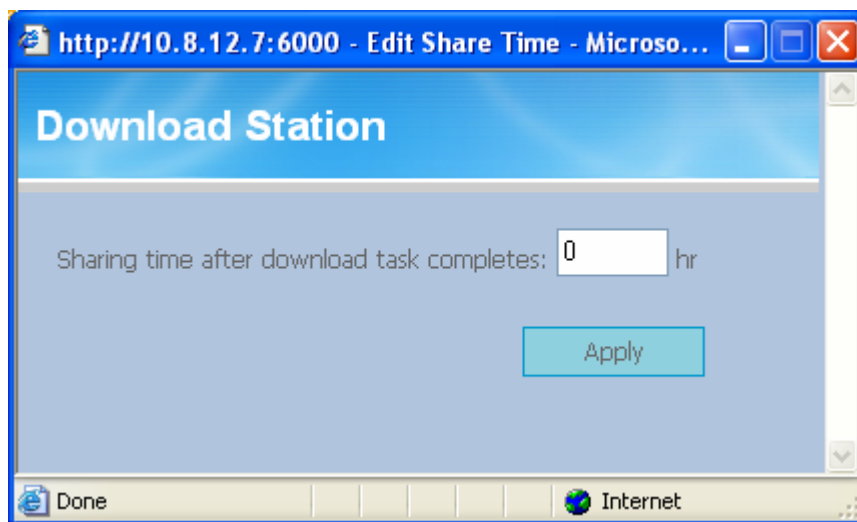 http://10.8.12.7:6000 - Edit Share Time - Microso...
Download Station
Sharing time after download task completes: 0 hr
Apply
Done Internet